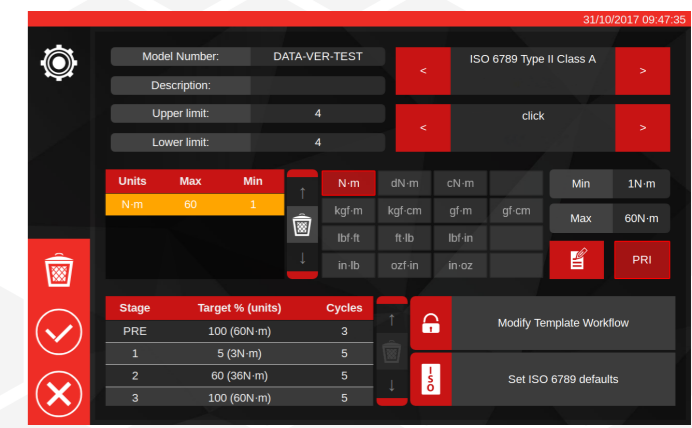 31/10/2017 09:47:35
Model Number: DATA-VER-TEST
Description:
Upper limit: 4
Lower limit: 4
< ISO 6789 Type II Class A >
< click >
Units Max Min
N·m 60 1
↑
↓
N·m dN·m cN·m
kgf·m kgf·cm gf·m gf·cm
lbf·ft ft·lb lbf·in
in·lb ozf·in in·oz
Min 1N·m
Max 60N·m
PRI
Stage Target % (units) Cycles
PRE 100 (60N·m) 3
1 5 (3N·m) 5
2 60 (36N·m) 5
3 100 (60N·m) 5
↑
↓
Modify Template Workflow
ISO
Set ISO 6789 defaults